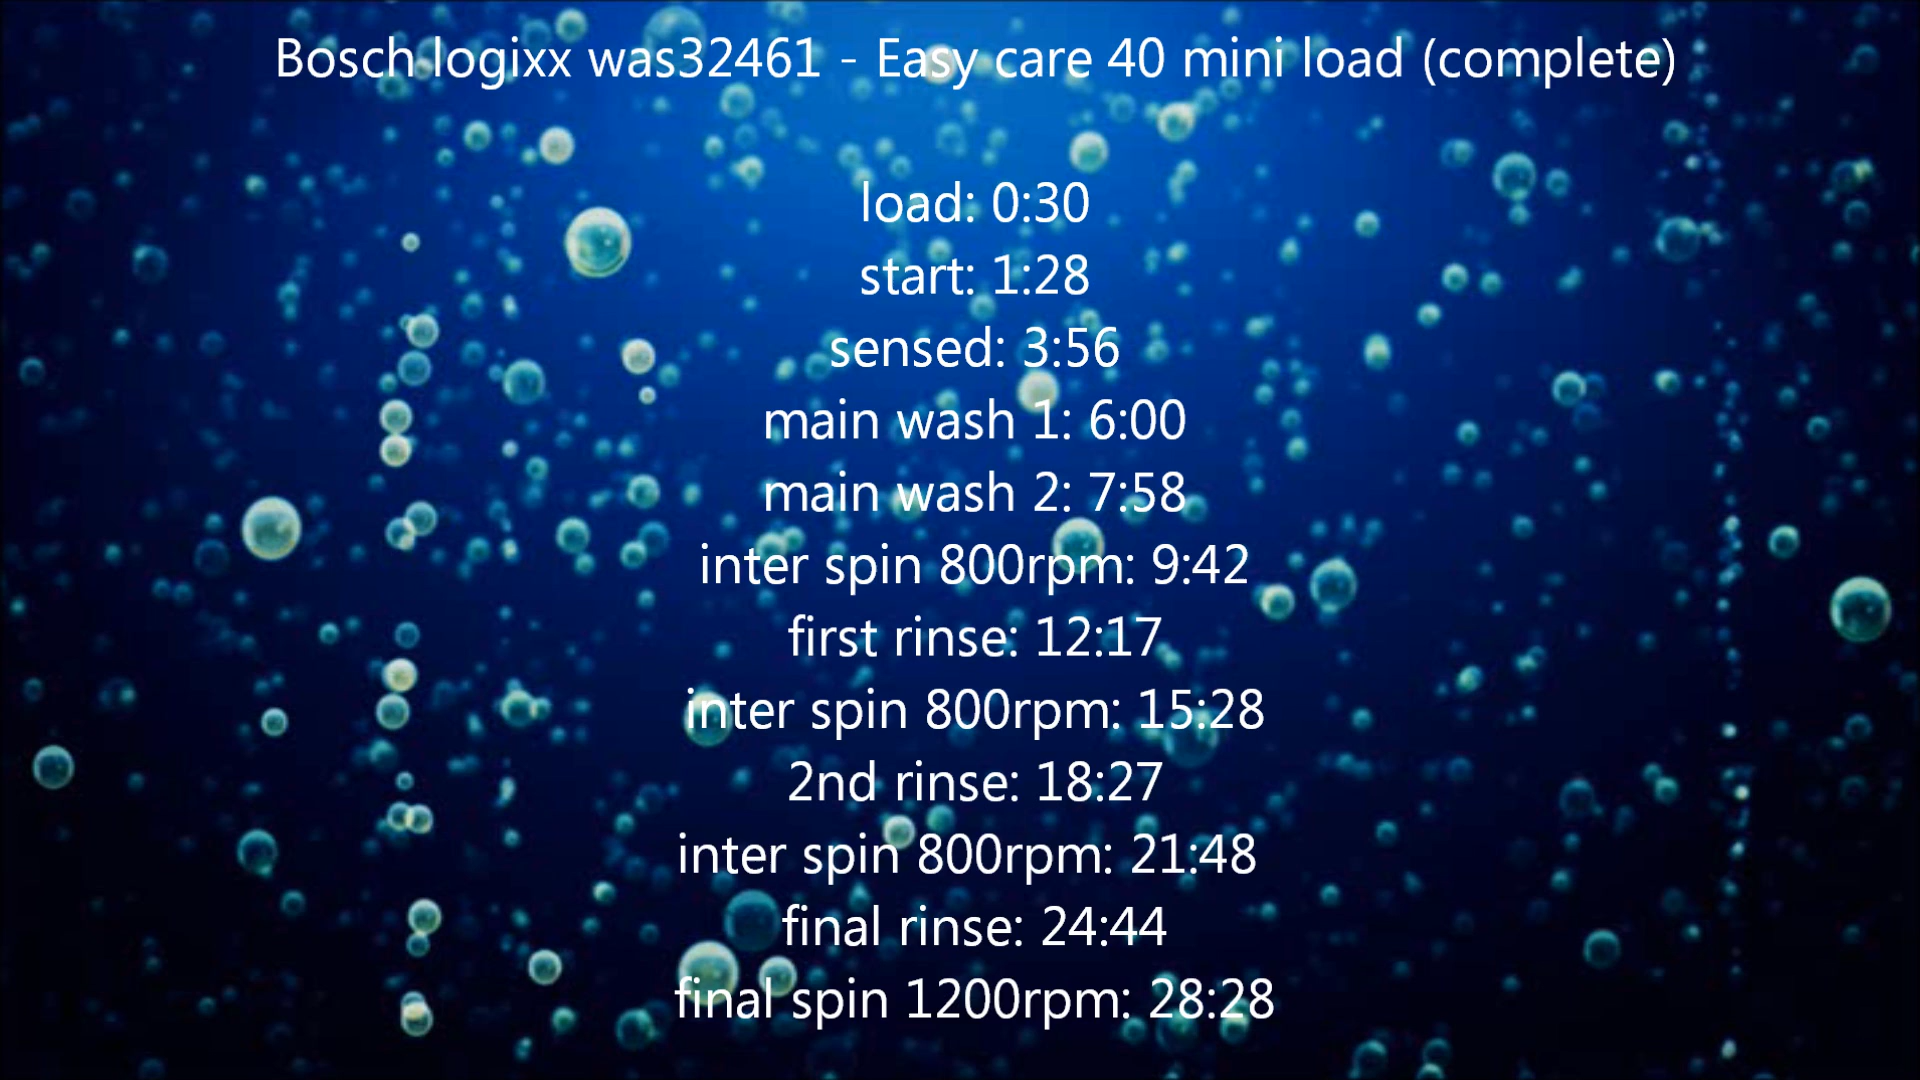 Bosch logixx was32461 - Easy care 40 mini load (complete)
load: 0:30
start: 1:28
sensed: 3:56
main wash 1: 6:00
main wash 2: 7:58
inter spin 800rpm: 9:42
first rinse: 12:17
inter spin 800rpm: 15:28
2nd rinse: 18:27
inter spin 800rpm: 21:48
final rinse: 24:44
final spin 1200rpm: 28:28